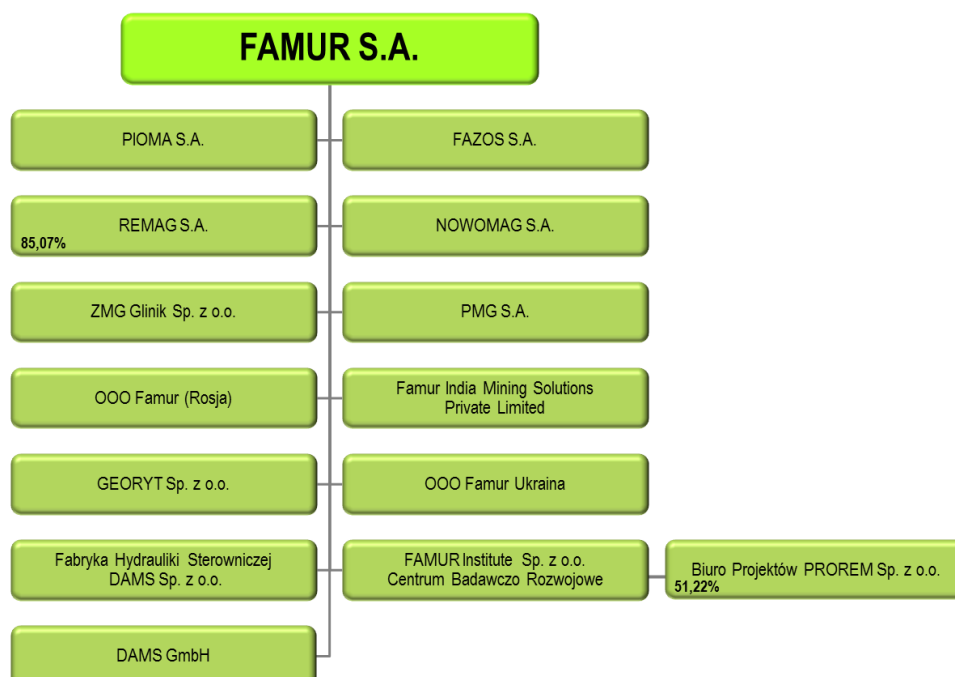 FAMUR S.A.
PIOMA S.A.
FAZOS S.A.
REMAG S.A.
85,07%
NOWOMAG S.A.
ZMG Glinik Sp. z o.o.
PMG S.A.
OOO Famur (Rosja)
Famur India Mining Solutions
Private Limited
GEORYT Sp. z o.o.
OOO Famur Ukraina
Fabryka Hydrauliki Sterowniczej
DAMS Sp. z o.o.
FAMUR Institute Sp. z o.o.
Centrum Badawczo Rozwojowe
Biuro Projektów PROREM Sp. z o.o.
51,22%
DAMS GmbH